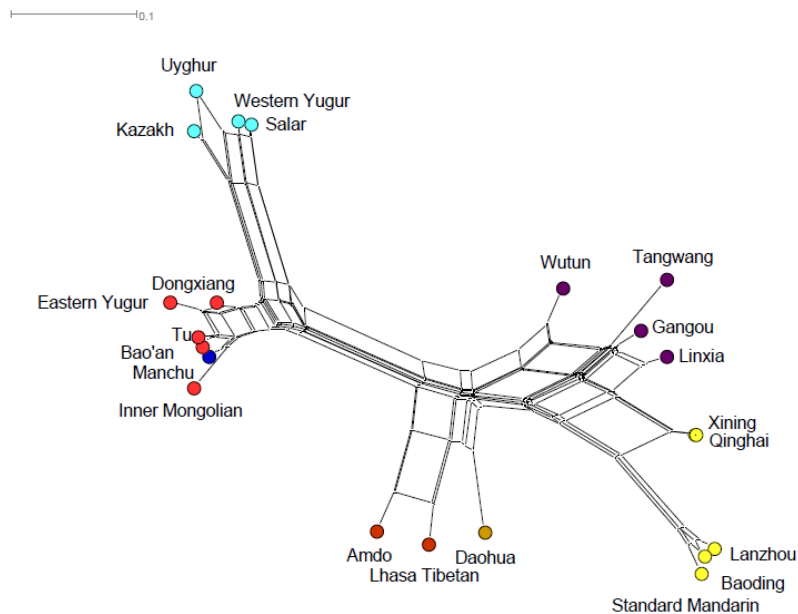 0.1
Uyghur
Western Yugur
Kazakh
Salar
Wutun
Tangwang
Dongxiang
Eastern Yugur
Gangou
Tu
Linxia
Bao'an
Manchu
Inner Mongolian
Xining
Qinghai
Amdo
Daohua
Lanzhou
Lhasa Tibetan
Baoding
Standard Mandarin